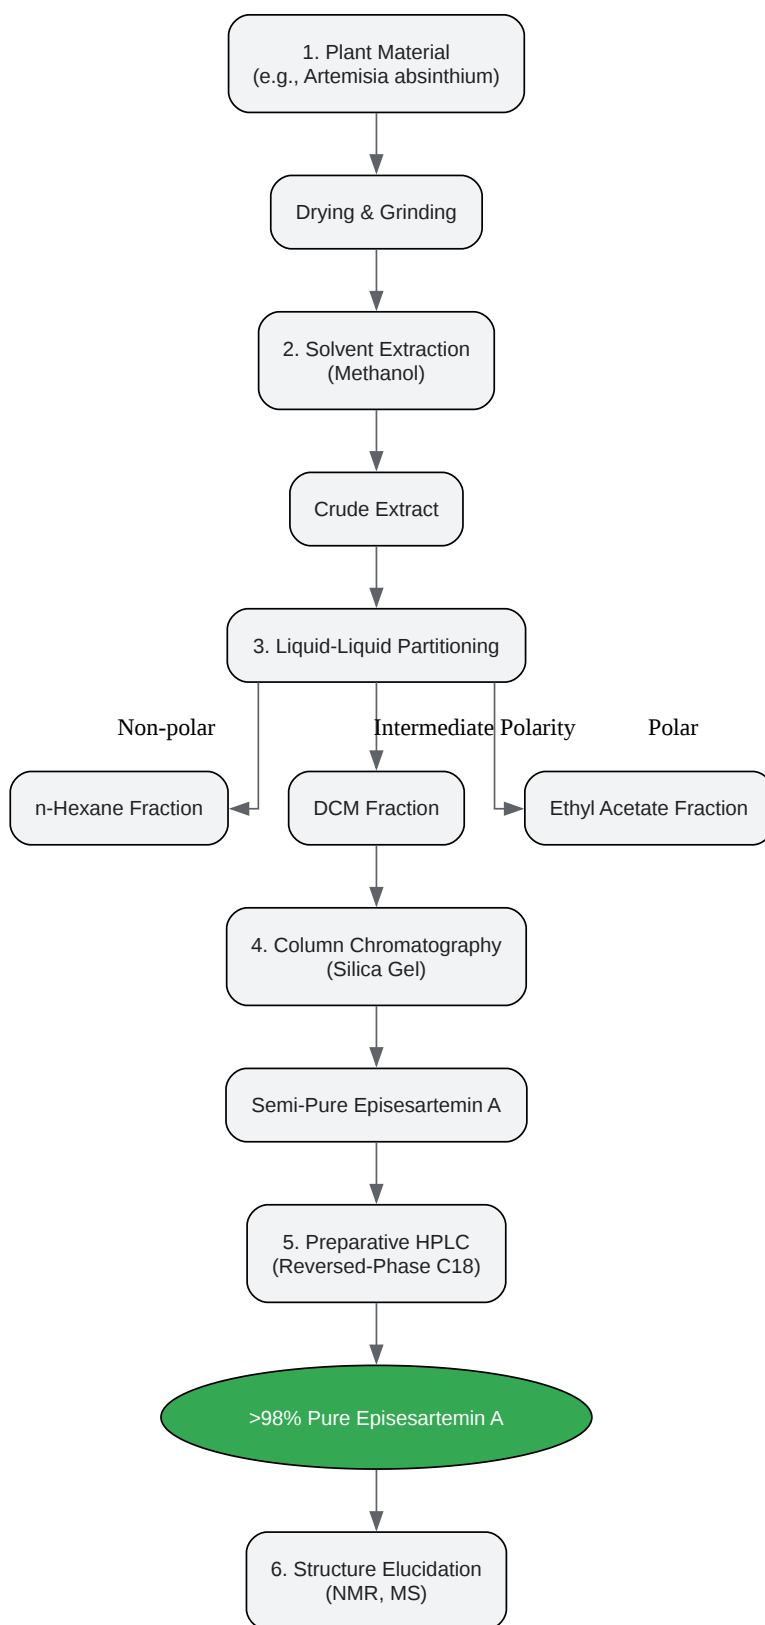 1. Plant Material
(e.g., Artemisia absinthium)
Drying & Grinding
2. Solvent Extraction
(Methanol)
Crude Extract
3. Liquid-Liquid Partitioning
Non-polar
Intermediate Polarity
Polar
n-Hexane Fraction
DCM Fraction
Ethyl Acetate Fraction
4. Column Chromatography
(Silica Gel)
Semi-Pure Episesartemin A
5. Preparative HPLC
(Reversed-Phase C18)
>98% Pure Episesartemin A
6. Structure Elucidation
(NMR, MS)